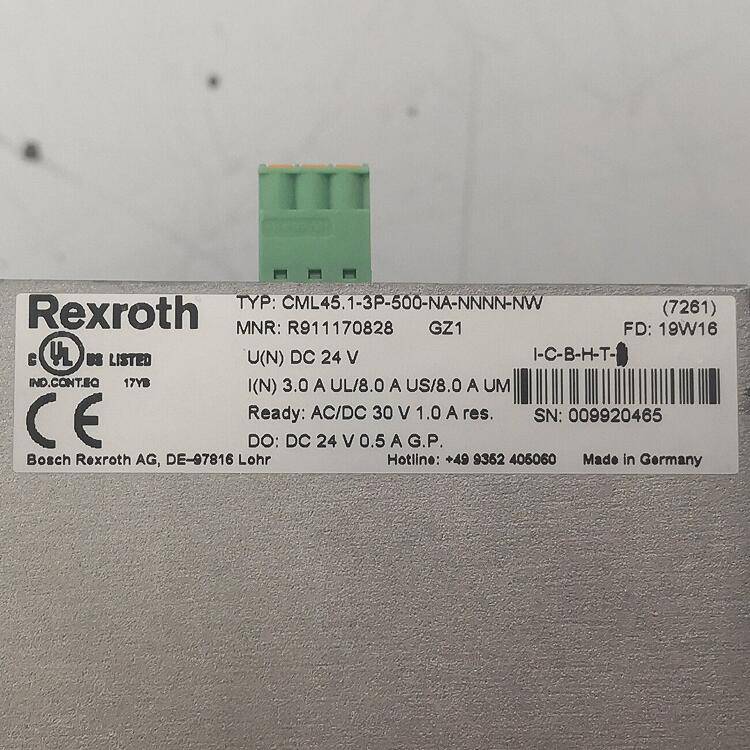 Rexroth
TYP: CML45.1-3P-500-NA-NNNN-NW (7261)
MNR: R911170828 GZ1 FD: 19W16
C UL US LISTED
IND.CONT.EQ 17YB
U(N) DC 24 V I-C-B-H-T-
I(N) 3.0 A UL/8.0 A US/8.0 A UM
Ready: AC/DC 30 V 1.0 A res. SN: 009920465
DO: DC 24 V 0.5 A G.P.
CE
Bosch Rexroth AG, DE-97816 Lohr Hotline: +49 9352 405060 Made in Germany